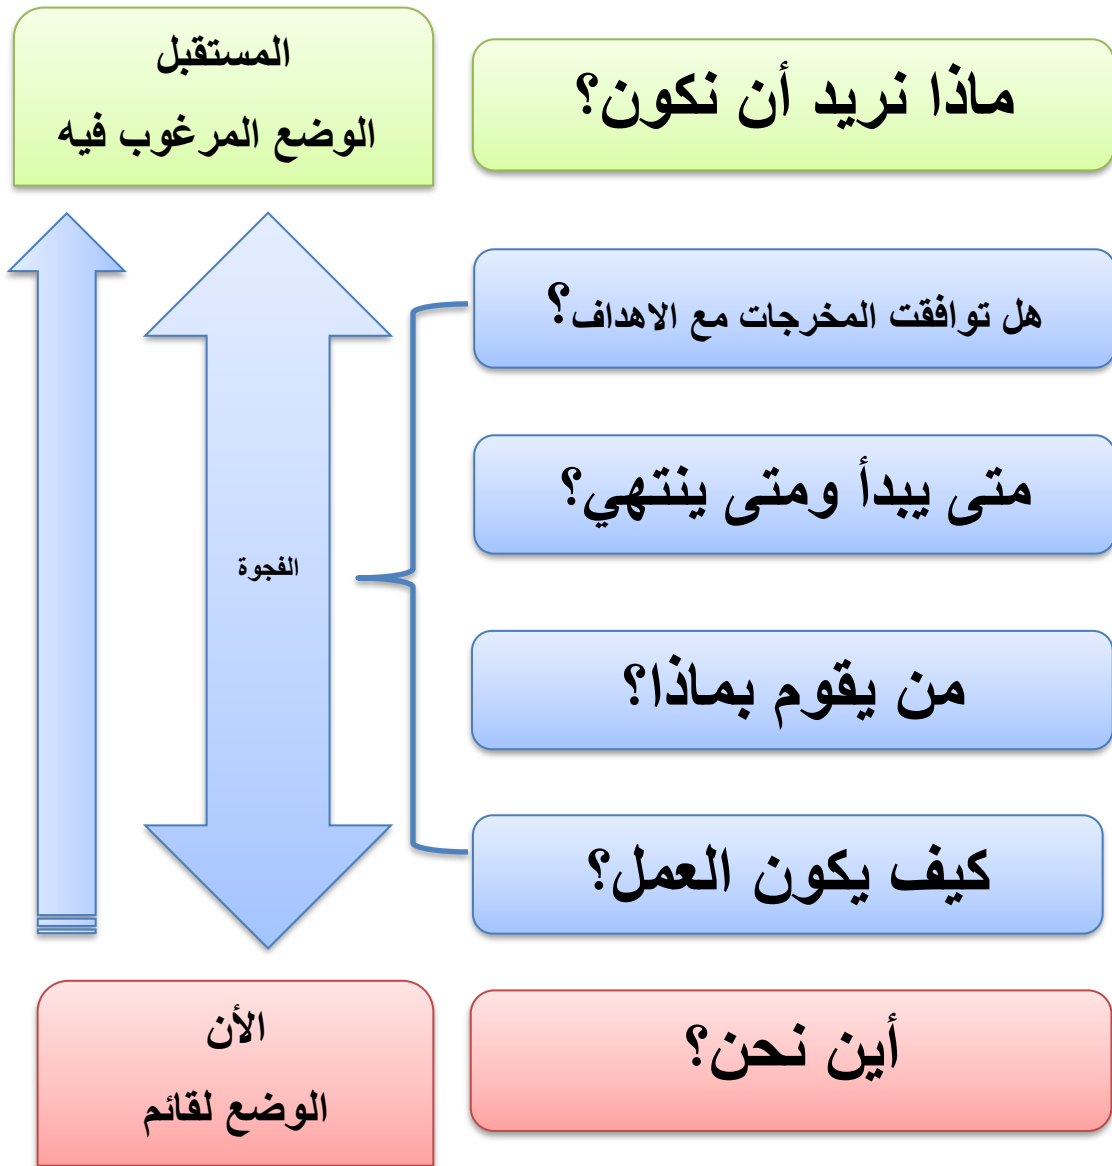 ماذا نريد أن نكون؟
المستقبل
الوضع المرغوب فيه
هل توافقت المخرجات مع الاهداف؟
متى يبدأ ومتى ينتهي؟
الفجوة
من يقوم بماذا؟
كيف يكون العمل؟
أين نحن؟
الأن
الوضع لقائم